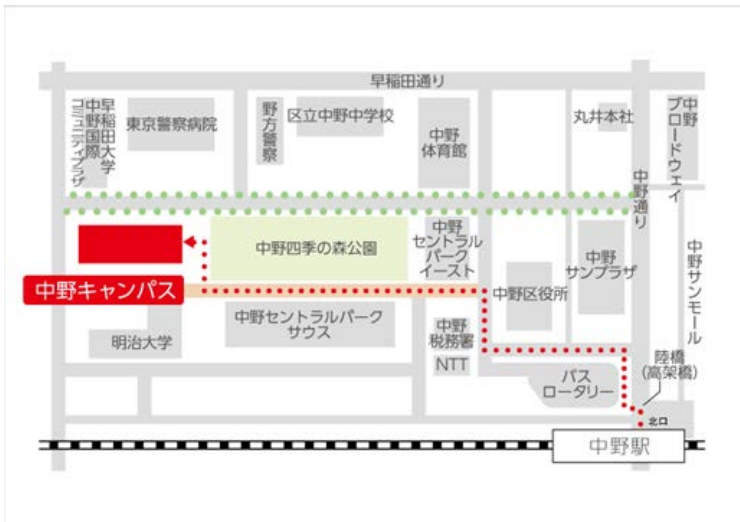 早稲田通り
早稲田大学
中野国際
コミュニティプラザ
東京警察病院
野方警察
区立中野中学校
中野
体育館
丸井本社
中野
ブロードウェイ
中野通り
中野四季の森公園
中野
セントラル
パーク
イースト
中野
サンプラザ
中野サンモール
中野キャンパス
中野区役所
中野セントラルパーク
サウス
明治大学
中野
税務署
NTT
バス
ロータリー
陸橋
(高架橋)
北口
中野駅